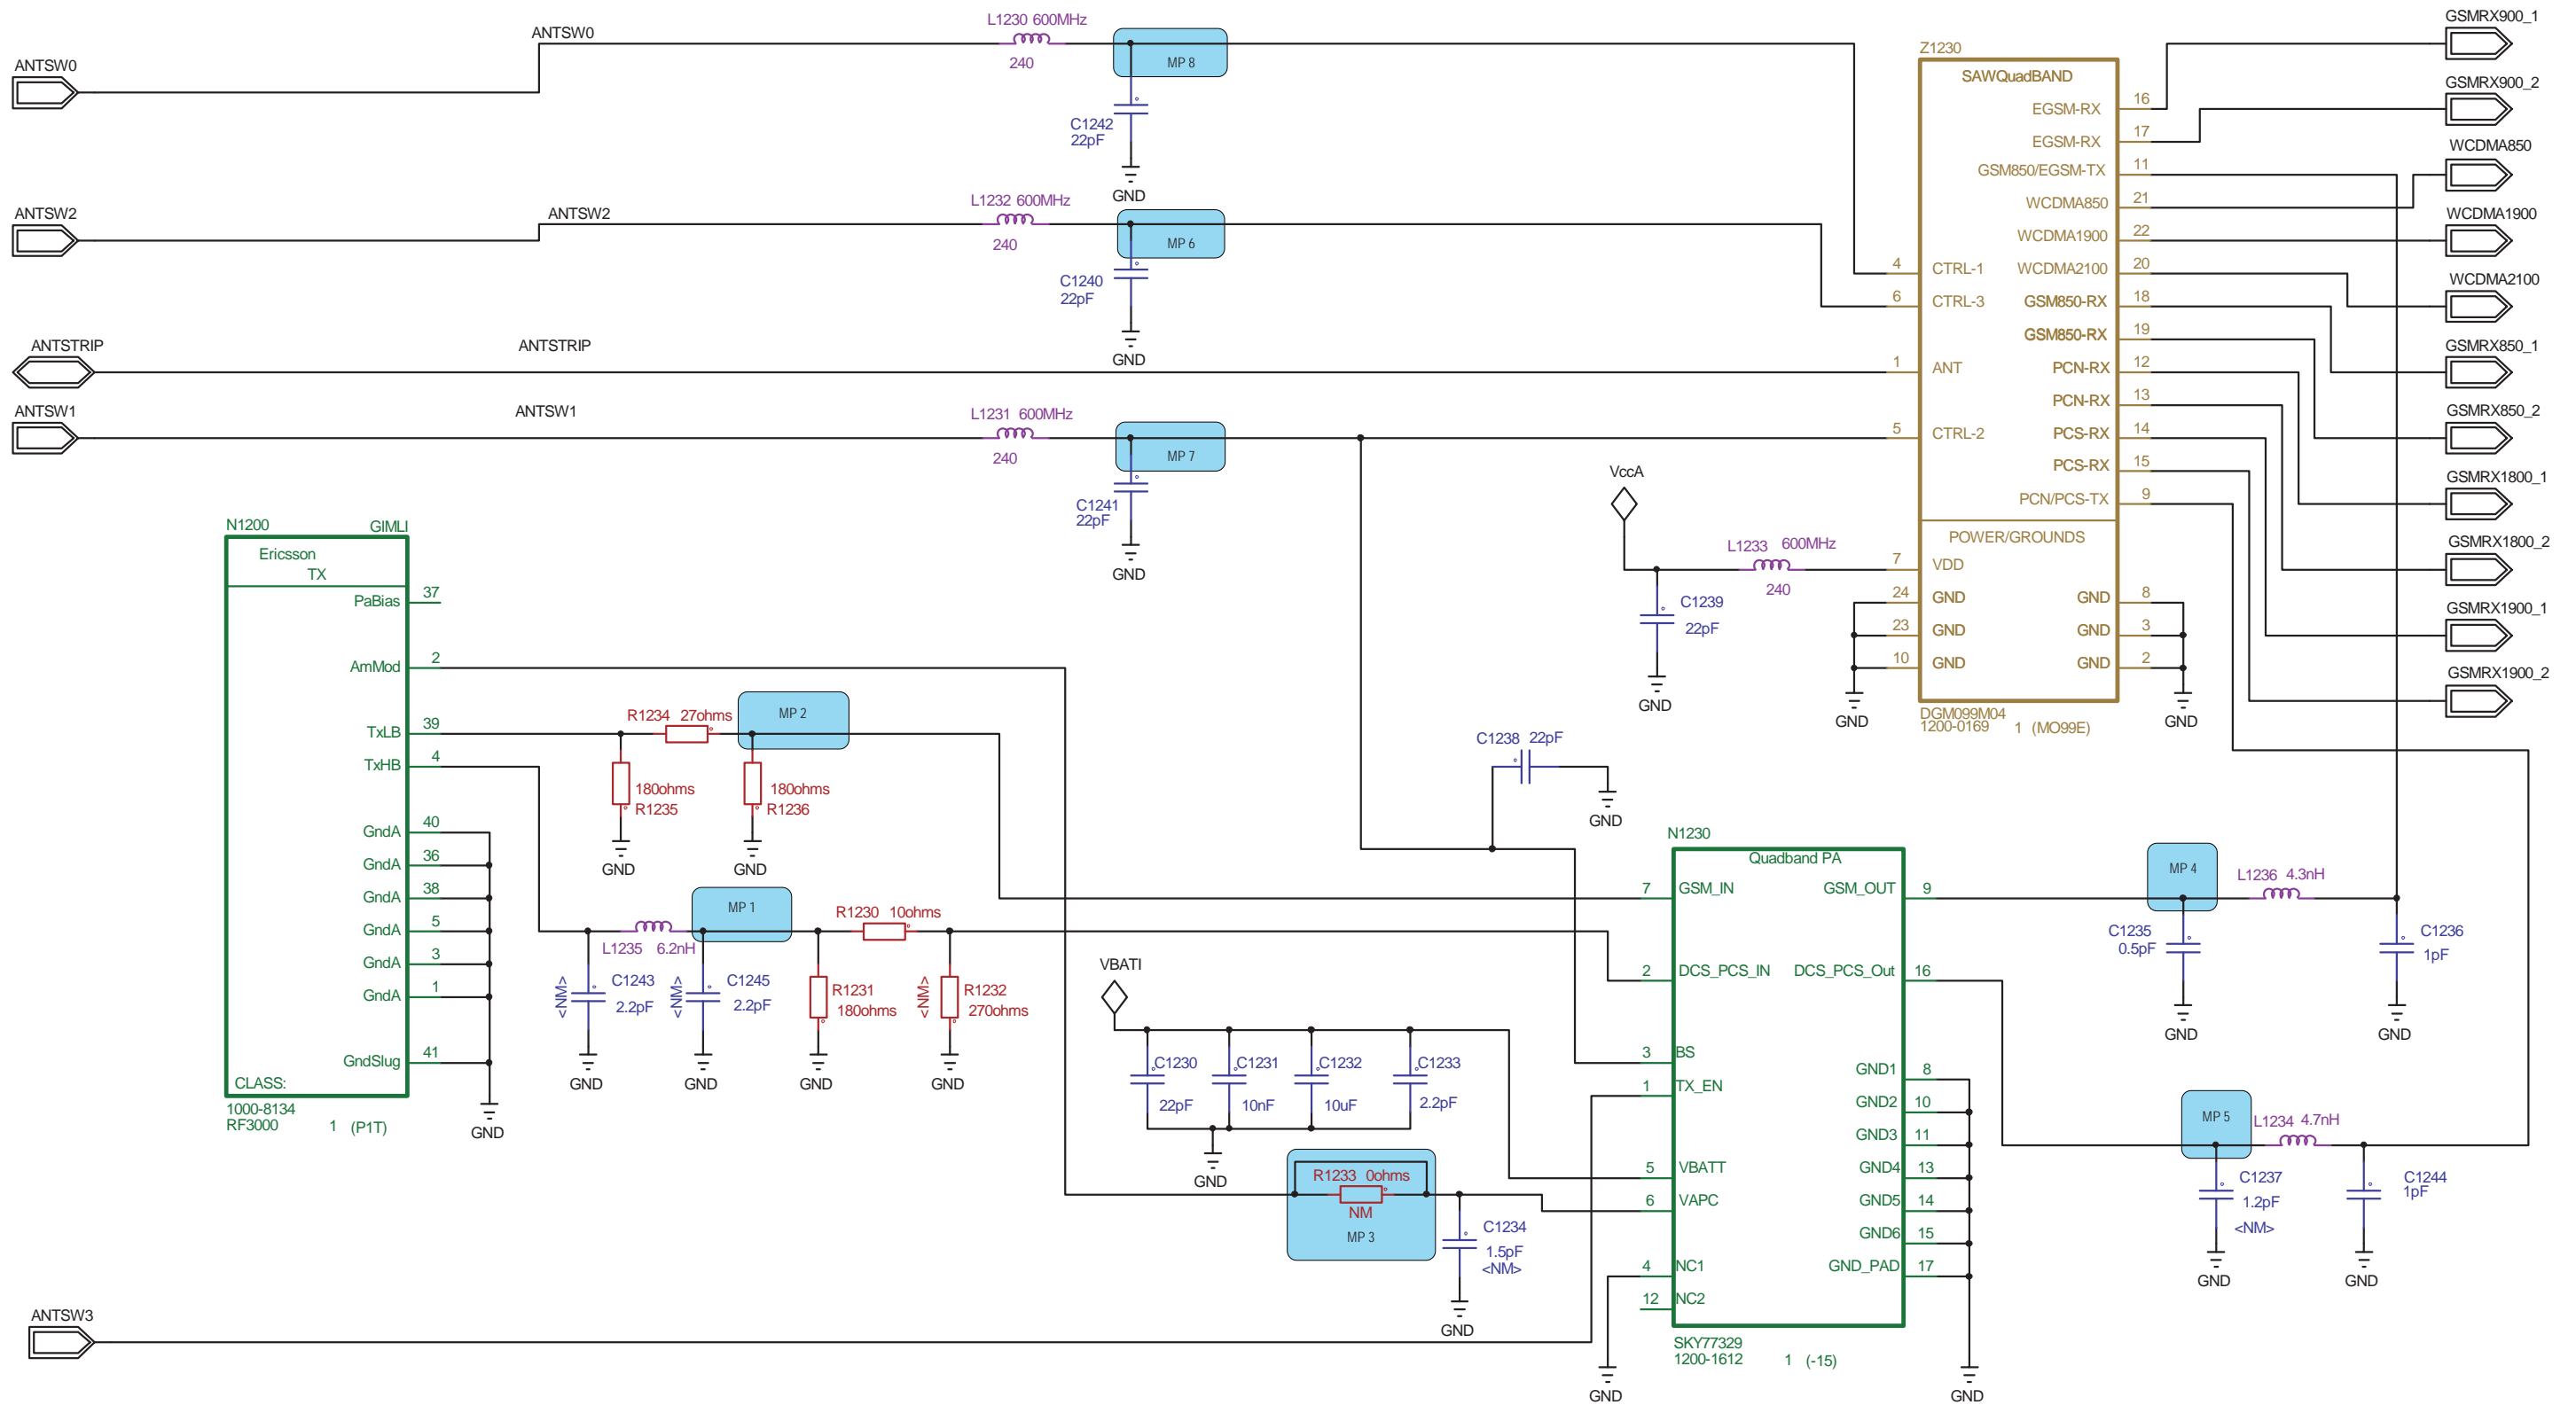 L1230 600MHz
240
ANTSW0
ANTSW0
MP 8
C1242
22pF
GND
ANTSW2
ANTSW2
L1232 600MHz
240
MP 6
C1240
22pF
GND
ANTSTRIP
ANTSTRIP
ANTSW1
ANTSW1
L1231 600MHz
240
MP 7
C1241
22pF
GND
Z1230
SAWQuadBAND
EGSM-RX 16
EGSM-RX 17
GSM850/EGSM-TX 11
WCDMA850 21
WCDMA1900 22
4 CTRL-1
WCDMA2100 20
6 CTRL-3
GSM850-RX 18
GSM850-RX 19
1 ANT
PCN-RX 12
PCN-RX 13
5 CTRL-2
PCS-RX 14
PCS-RX 15
PCN/PCS-TX 9
POWER/GROUNDS
7 VDD
24 GND
GND 8
23 GND
GND 3
10 GND
GND 2
GND
GND
DGM099M04
1200-0169 1 (MO99E)
GSMRX900_1
GSMRX900_2
WCDMA850
WCDMA1900
WCDMA2100
GSMRX850_1
GSMRX850_2
GSMRX1800_1
GSMRX1800_2
GSMRX1900_1
GSMRX1900_2
VccA
L1233 600MHz
240
C1239
22pF
GND
N1200 GIMLI
Ericsson
TX
PaBias 37
AmMod 2
TxLB 39
TxHB 4
GndA 40
GndA 36
GndA 38
GndA 5
GndA 3
GndA 1
GndSlug 41
CLASS:
1000-8134
RF3000 1 (P1T)
GND
R1234 27ohms
MP 2
180ohms
R1235
GND
180ohms
R1236
GND
MP 1
L1235 6.2nH
<NM>
C1243
2.2pF
GND
<NM>
C1245
2.2pF
GND
R1230 10ohms
R1231
180ohms
GND
<NM>
R1232
270ohms
GND
C1238 22pF
GND
VBATI
C1230
22pF
C1231
10nF
C1232
10uF
C1233
2.2pF
GND
R1233 0ohms
NM
MP 3
C1234
1.5pF
<NM>
GND
N1230
Quadband PA
7 GSM_IN
GSM_OUT 9
2 DCS_PCS_IN
DCS_PCS_Out 16
3 BS
1 TX_EN
GND1 8
GND2 10
GND3 11
5 VBATT
GND4 13
6 VAPC
GND5 14
GND6 15
4 NC1
GND_PAD 17
12 NC2
SKY77329
1200-1612 1 (-15)
GND
GND
MP 4
L1236 4.3nH
C1235
0.5pF
GND
C1236
1pF
GND
MP 5
L1234 4.7nH
C1237
1.2pF
<NM>
GND
C1244
1pF
GND
ANTSW3